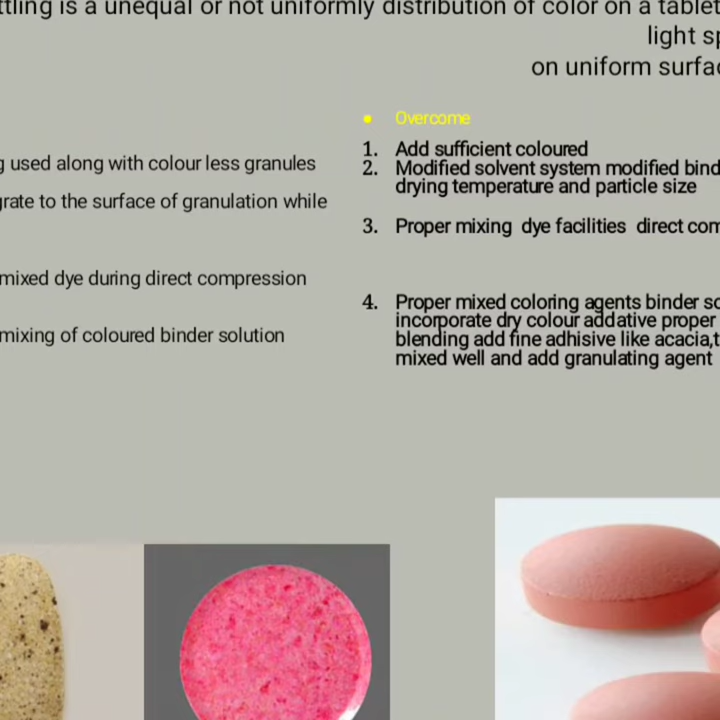 ttling is a unequal or not uniformly distribution of color on a tablet
light sp
on uniform surfac
g used along with colour less granules
grate to the surface of granulation while
mixed dye during direct compression
mixing of coloured binder solution
Overcome
1. Add sufficient coloured
2. Modified solvent system modified bind
drying temperature and particle size
3. Proper mixing dye facilities direct com
4. Proper mixed coloring agents binder so
incorporate dry colour addative proper
blending add fine adhisive like acacia,t
mixed well and add granulating agent